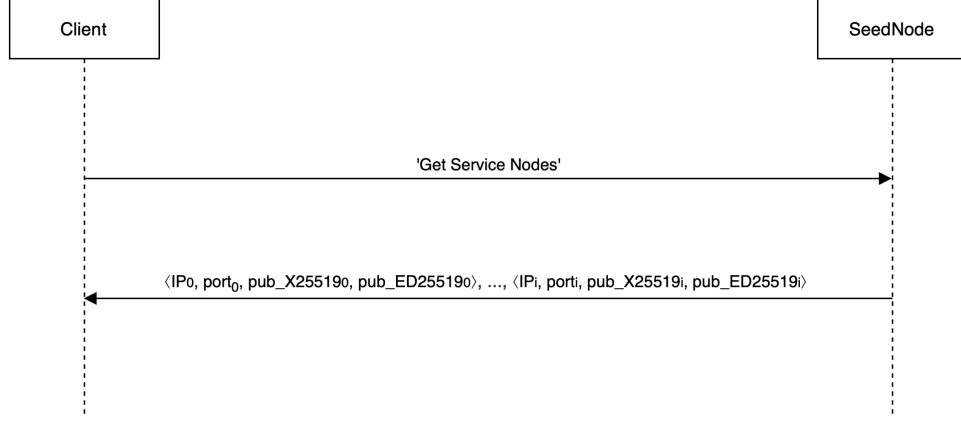 Client
SeedNode
'Get Service Nodes'
⟨IP0, port0, pub_X255190, pub_ED255190⟩, ..., ⟨IPi, porti, pub_X25519i, pub_ED25519i⟩